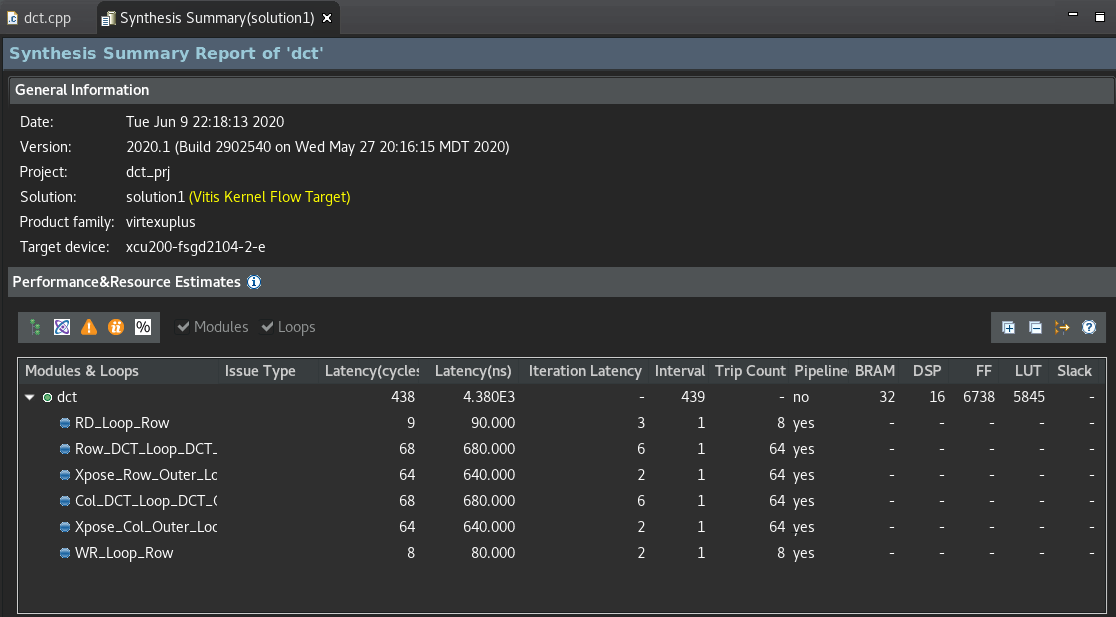 dct.cpp Synthesis Summary(solution1)
Synthesis Summary Report of 'dct'
General Information
Date: Tue Jun 9 22:18:13 2020
Version: 2020.1 (Build 2902540 on Wed May 27 20:16:15 MDT 2020)
Project: dct_prj
Solution: solution1 (Vitis Kernel Flow Target)
Product family: virtexuplus
Target device: xcu200-fsgd2104-2-e
Performance&Resource Estimates
% Modules Loops
Modules & Loops Issue Type Latency(cycles Latency(ns) Iteration Latency Interval Trip Count Pipeline BRAM DSP FF LUT Slack
dct 438 4.380E3 - 439 - no 32 16 6738 5845 -
RD_Loop_Row 9 90.000 3 1 8 yes - - - - -
Row_DCT_Loop_DCT_ 68 680.000 6 1 64 yes - - - - -
Xpose_Row_Outer_Lo 64 640.000 2 1 64 yes - - - - -
Col_DCT_Loop_DCT_C 68 680.000 6 1 64 yes - - - - -
Xpose_Col_Outer_Loo 64 640.000 2 1 64 yes - - - - -
WR_Loop_Row 8 80.000 2 1 8 yes - - - - -